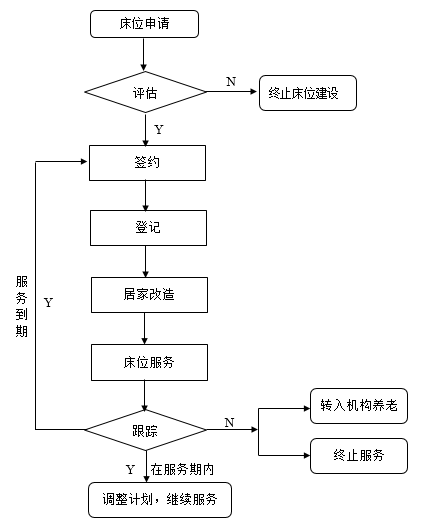 床位申请
评估
N
终止床位建设
Y
签约
登记
服务到期
Y
居家改造
床位服务
跟踪
N
转入机构养老
终止服务
Y
在服务期内
调整计划，继续服务